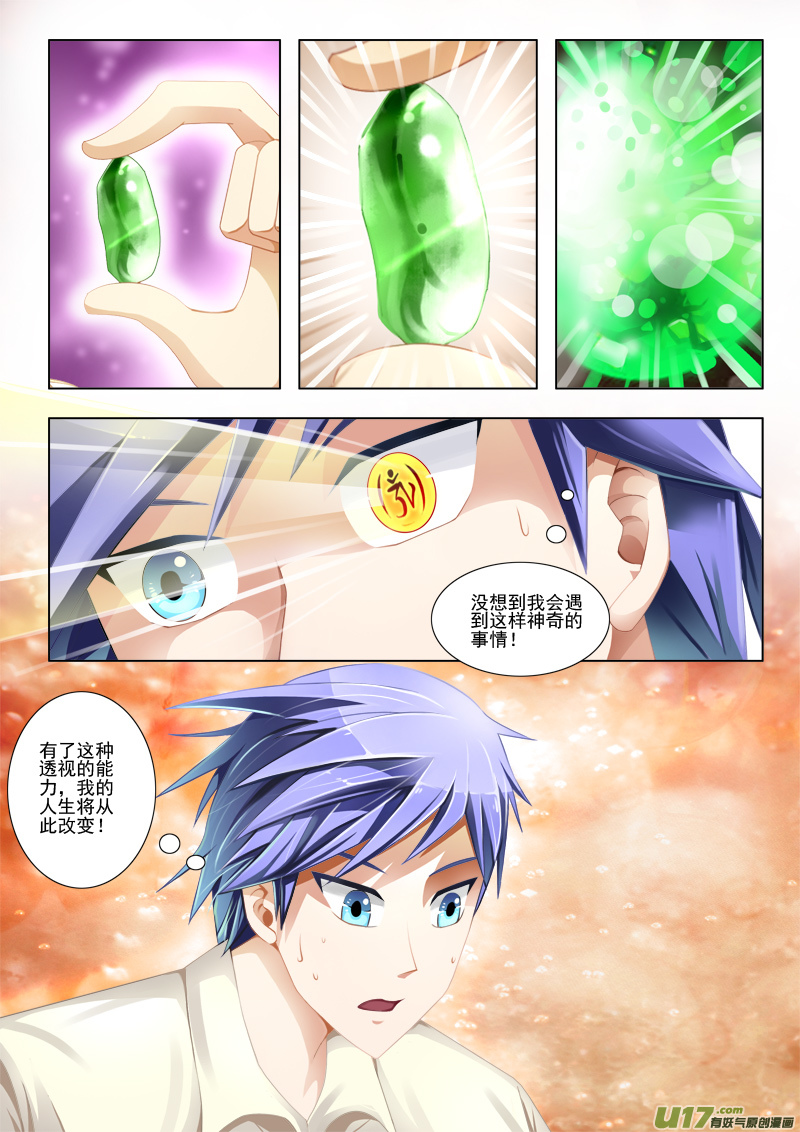 没想到我会遇
到这样神奇的
事情！
有了这种
透视的能
力，我的
人生将从
此改变！
U17.com
有妖气原创漫画